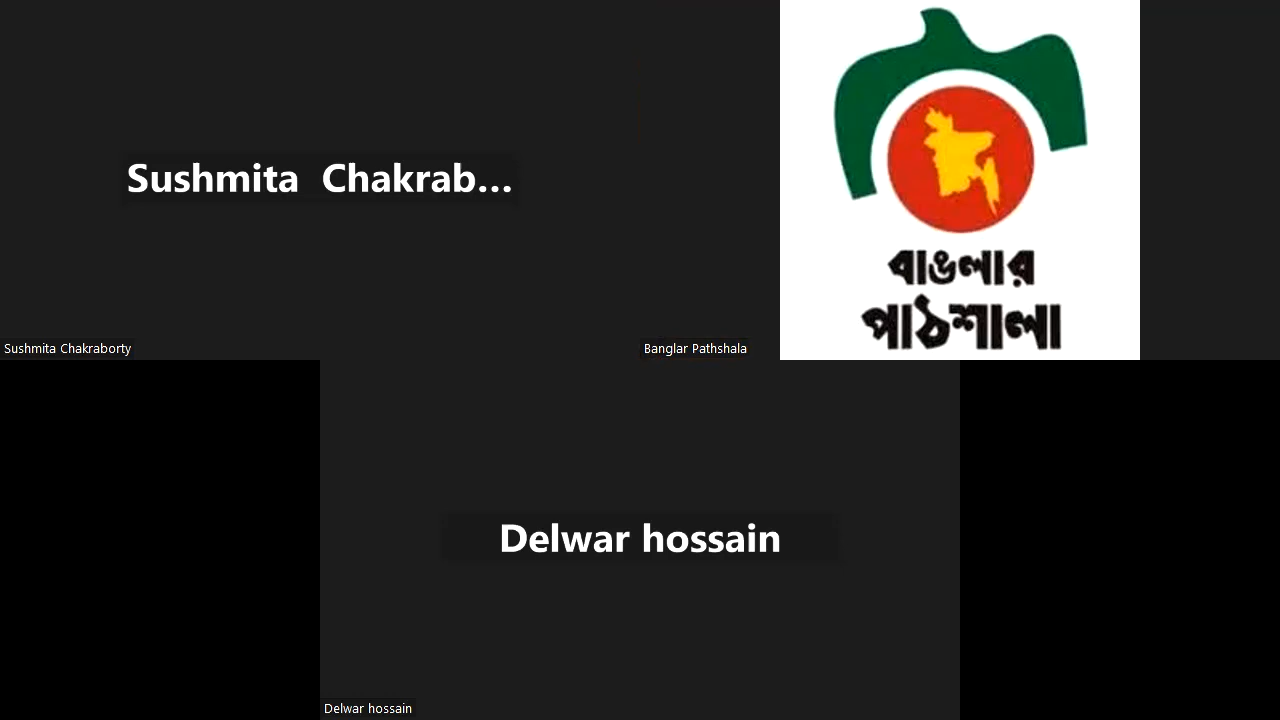 Sushmita Chakrab...
Sushmita Chakraborty
বাঙলার
পাঠশালা
Banglar Pathshala
Delwar hossain
Delwar hossain